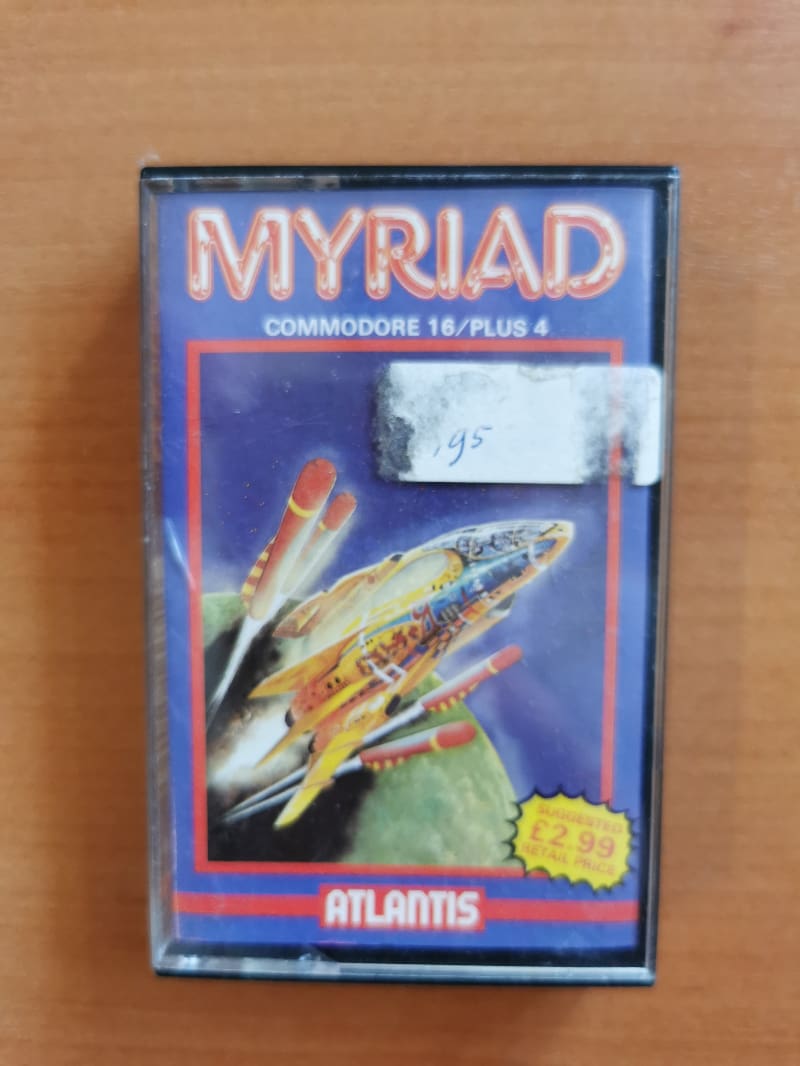 MYRIAD
COMMODORE 16/PLUS 4
,95
SUGGESTED
£2.99
RETAIL PRICE
ATLANTIS